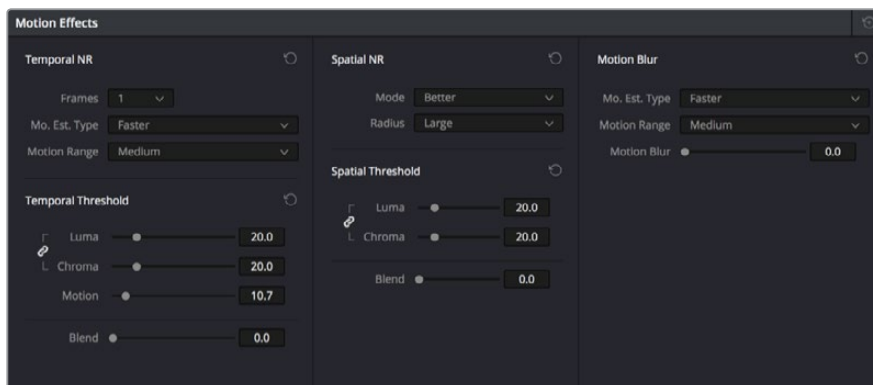 Motion Effects
Temporal NR
Frames 1
Mo. Est. Type Faster
Motion Range Medium
Temporal Threshold
Luma 20.0
Chroma 20.0
Motion 10.7
Blend 0.0
Spatial NR
Mode Better
Radius Large
Spatial Threshold
Luma 20.0
Chroma 20.0
Blend 0.0
Motion Blur
Mo. Est. Type Faster
Motion Range Medium
Motion Blur 0.0